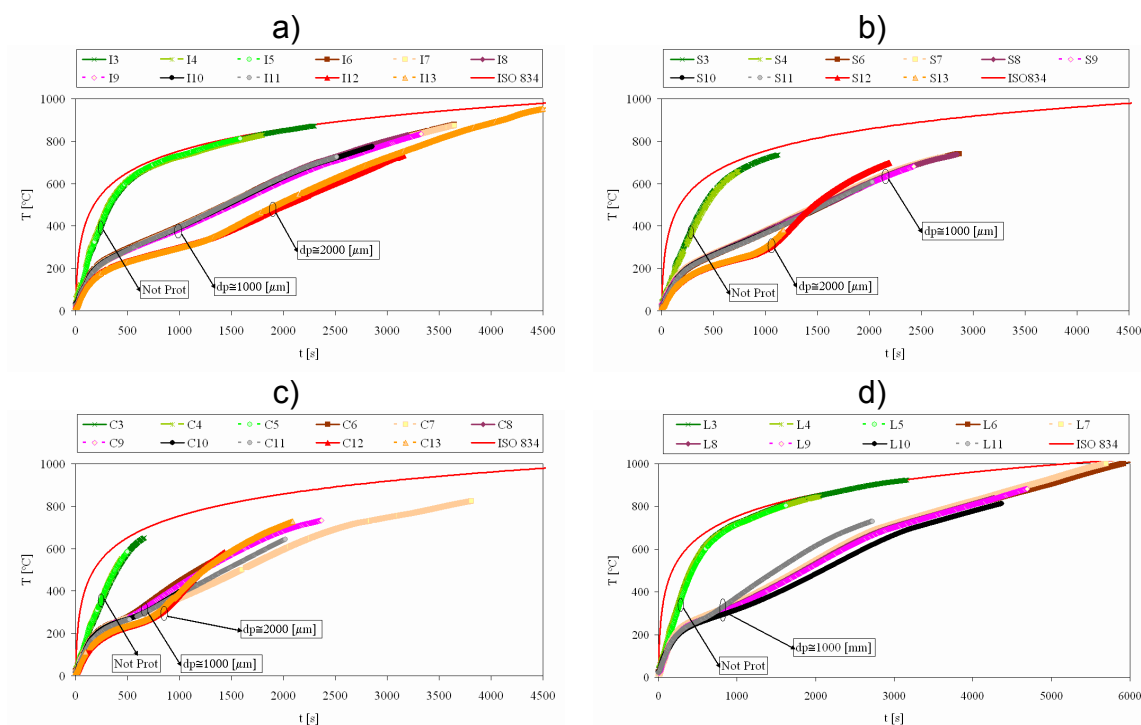 a)
I3 I4 I5 I6 I7 I8
I9 I10 I11 I12 I13 ISO 834
1000
800
600
400
200
0
T [°C]
dp≅2000 [µm]
dp≅1000 [µm]
Not Prot
0 500 1000 1500 2000 2500 3000 3500 4000 4500
t [s]
b)
S3 S4 S6 S7 S8 S9
S10 S11 S12 S13 ISO834
1000
800
600
400
200
0
T [°C]
dp≅1000 [µm]
Not Prot
dp≅2000 [µm]
0 500 1000 1500 2000 2500 3000 3500 4000 4500
t [s]
c)
C3 C4 C5 C6 C7 C8
C9 C10 C11 C12 C13 ISO 834
1000
800
600
400
200
0
T [°C]
dp≅2000 [µm]
Not Prot
dp≅1000 [µm]
0 500 1000 1500 2000 2500 3000 3500 4000 4500
t [s]
d)
L3 L4 L5 L6 L7
L8 L9 L10 L11 ISO 834
1000
800
600
400
200
0
T [°C]
dp≅1000 [mm]
Not Prot
0 1000 2000 3000 4000 5000 6000
t [s]